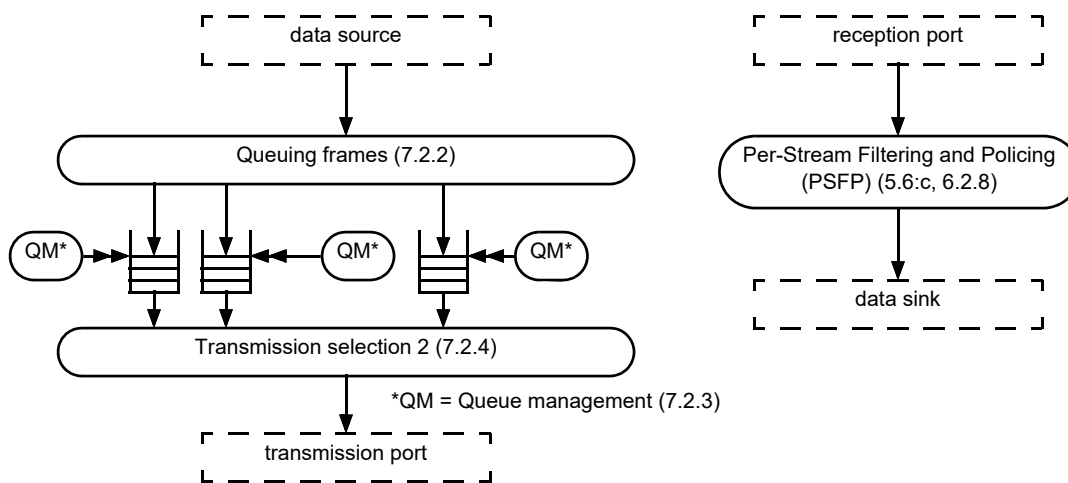 data source
Queuing frames (7.2.2)
QM*
QM*
QM*
Transmission selection 2 (7.2.4)
*QM = Queue management (7.2.3)
transmission port
reception port
Per-Stream Filtering and Policing
(PSFP) (5.6:c, 6.2.8)
data sink